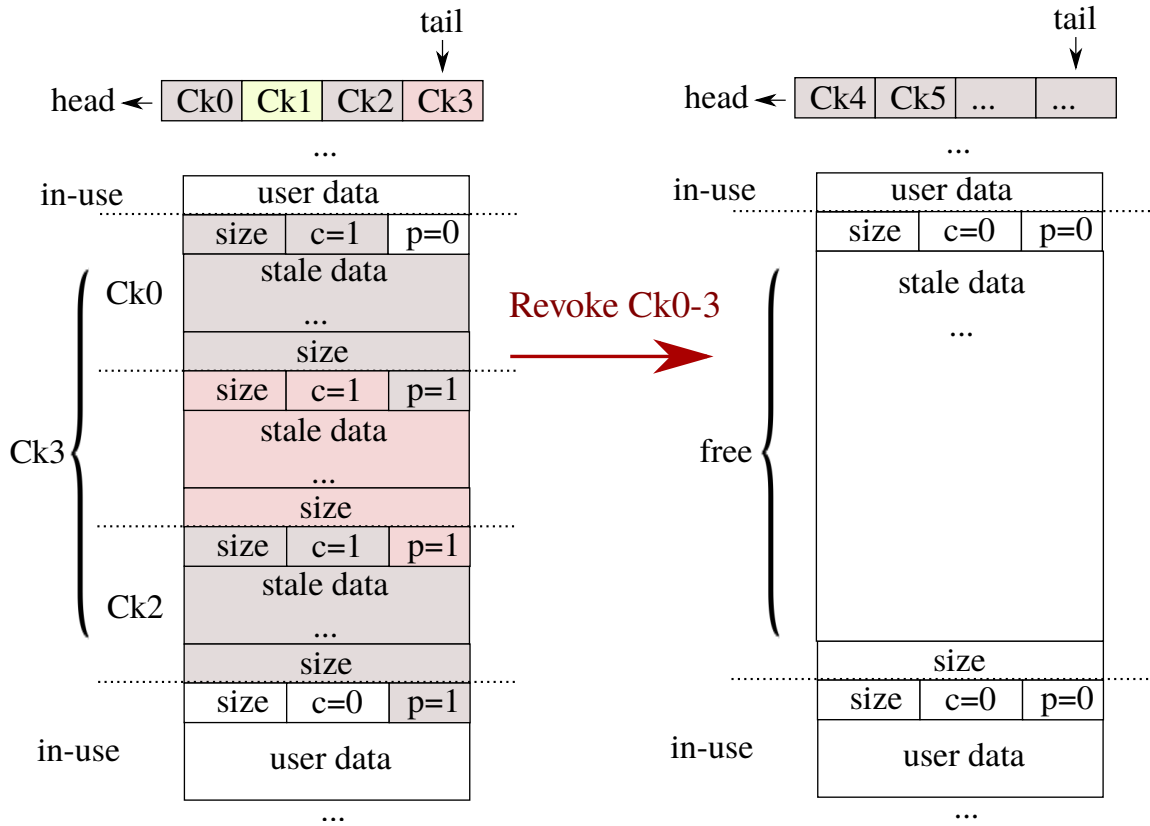 tail
head Ck0 Ck1 Ck2 Ck3
...
in-use user data
size c=1 p=0
stale data
Ck0
...
size
size c=1 p=1
stale data
Ck3
...
size
size c=1 p=1
stale data
Ck2
...
size
size c=0 p=1
in-use
user data
...
Revoke Ck0-3
tail
head Ck4 Ck5 ... ...
...
in-use user data
size c=0 p=0
stale data
...
free
size
size c=0 p=0
in-use user data
...